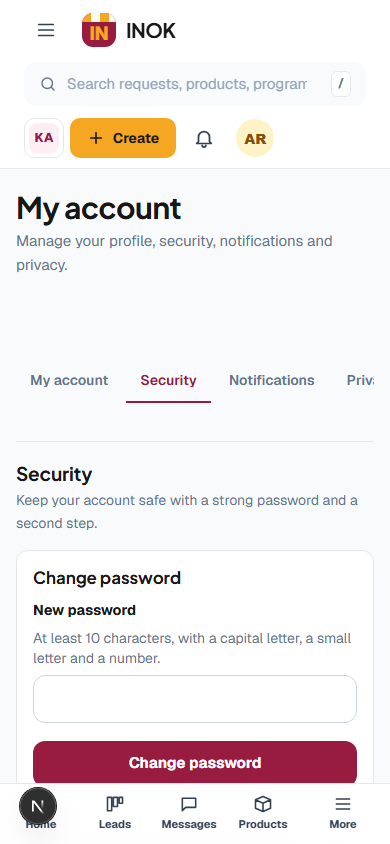 IN INOK
Search requests, products, program
/
KA
+ Create
AR
My account
Manage your profile, security, notifications and
privacy.
My account Security Notifications Priva
Security
Keep your account safe with a strong password and a
second step.
Change password
New password
At least 10 characters, with a capital letter, a small
letter and a number.
Change password
N
Home Leads Messages Products More